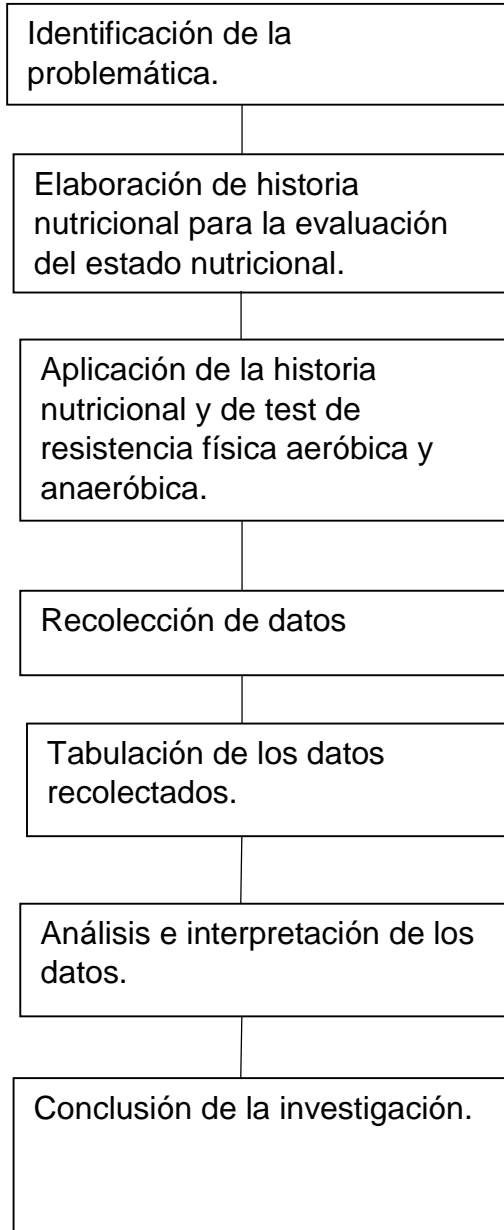 Identificación de la
problemática.
Elaboración de historia
nutricional para la evaluación
del estado nutricional.
Aplicación de la historia
nutricional y de test de
resistencia física aeróbica y
anaeróbica.
Recolección de datos
Tabulación de los datos
recolectados.
Análisis e interpretación de los
datos.
Conclusión de la investigación.